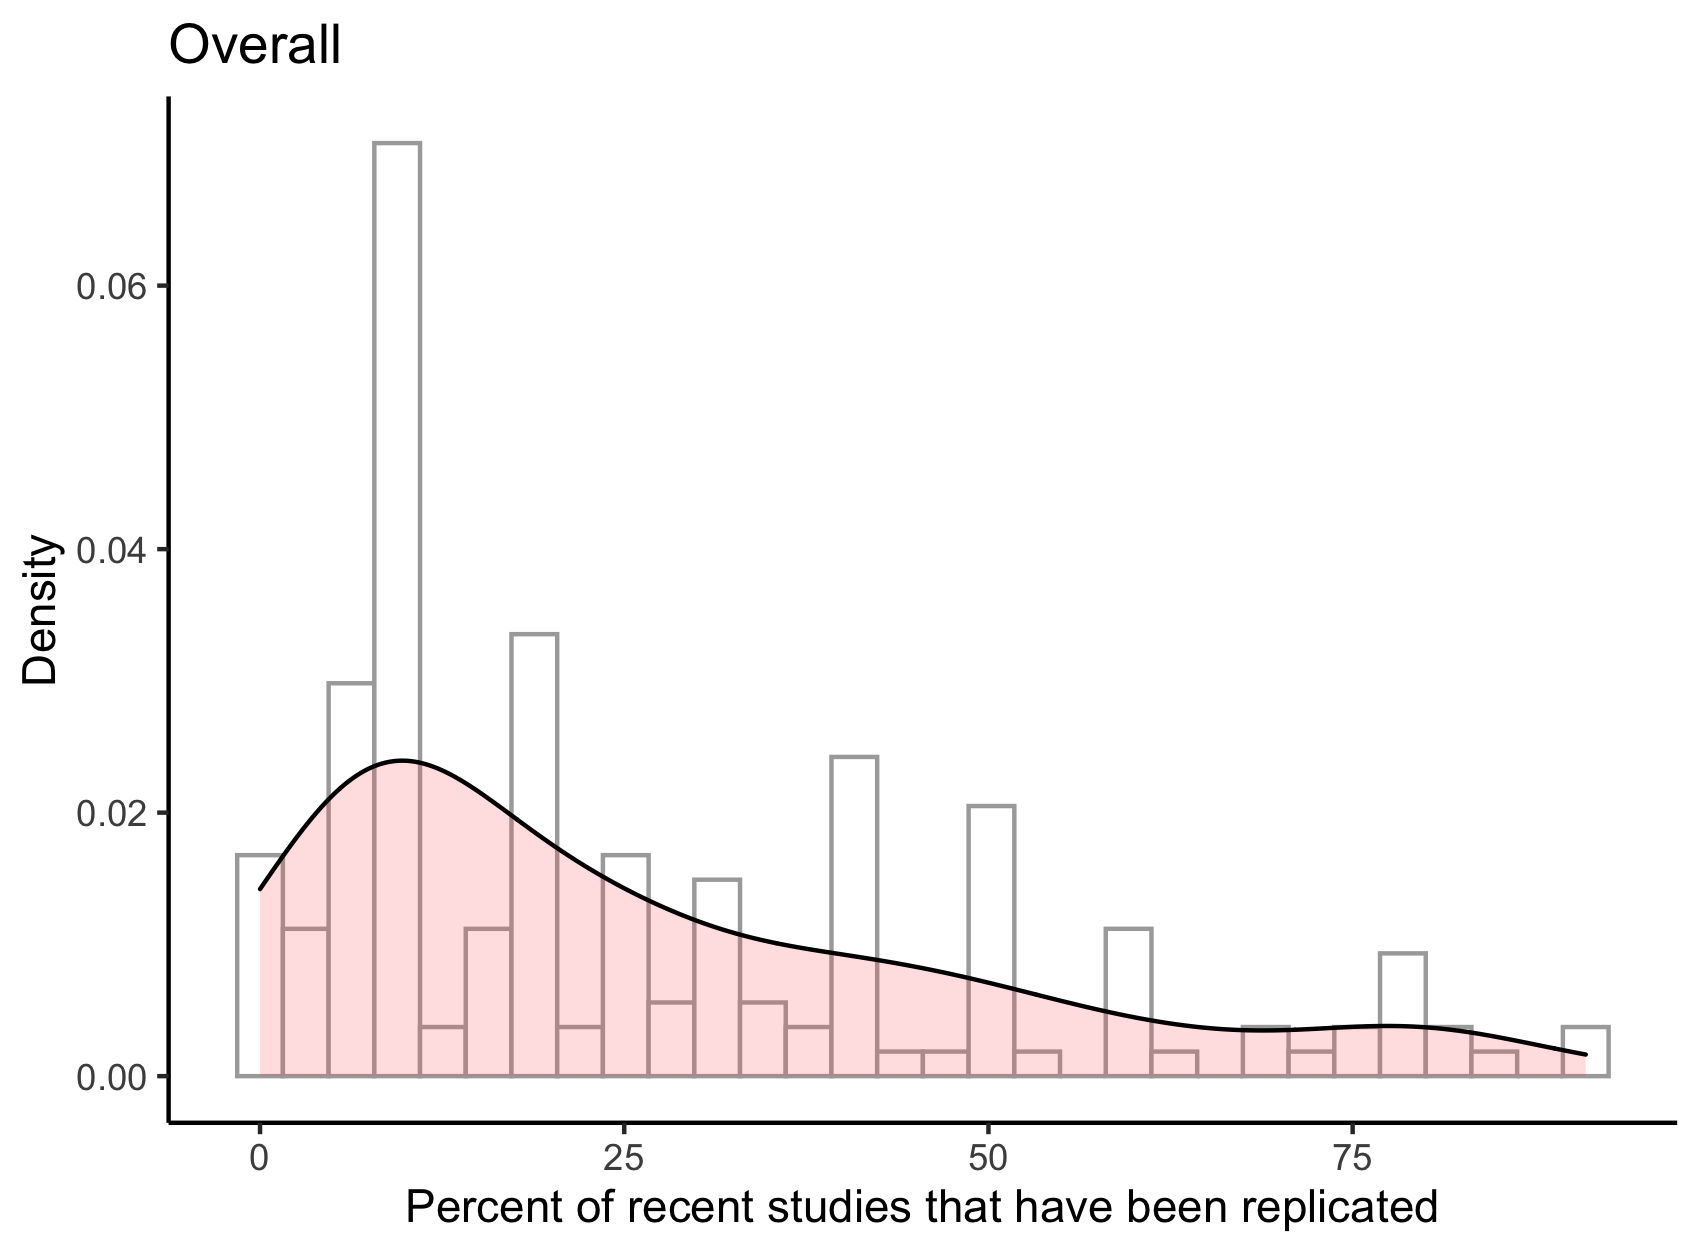 Overall
Density
0.06
0.04
0.02
0.00
0 25 50 75
Percent of recent studies that have been replicated